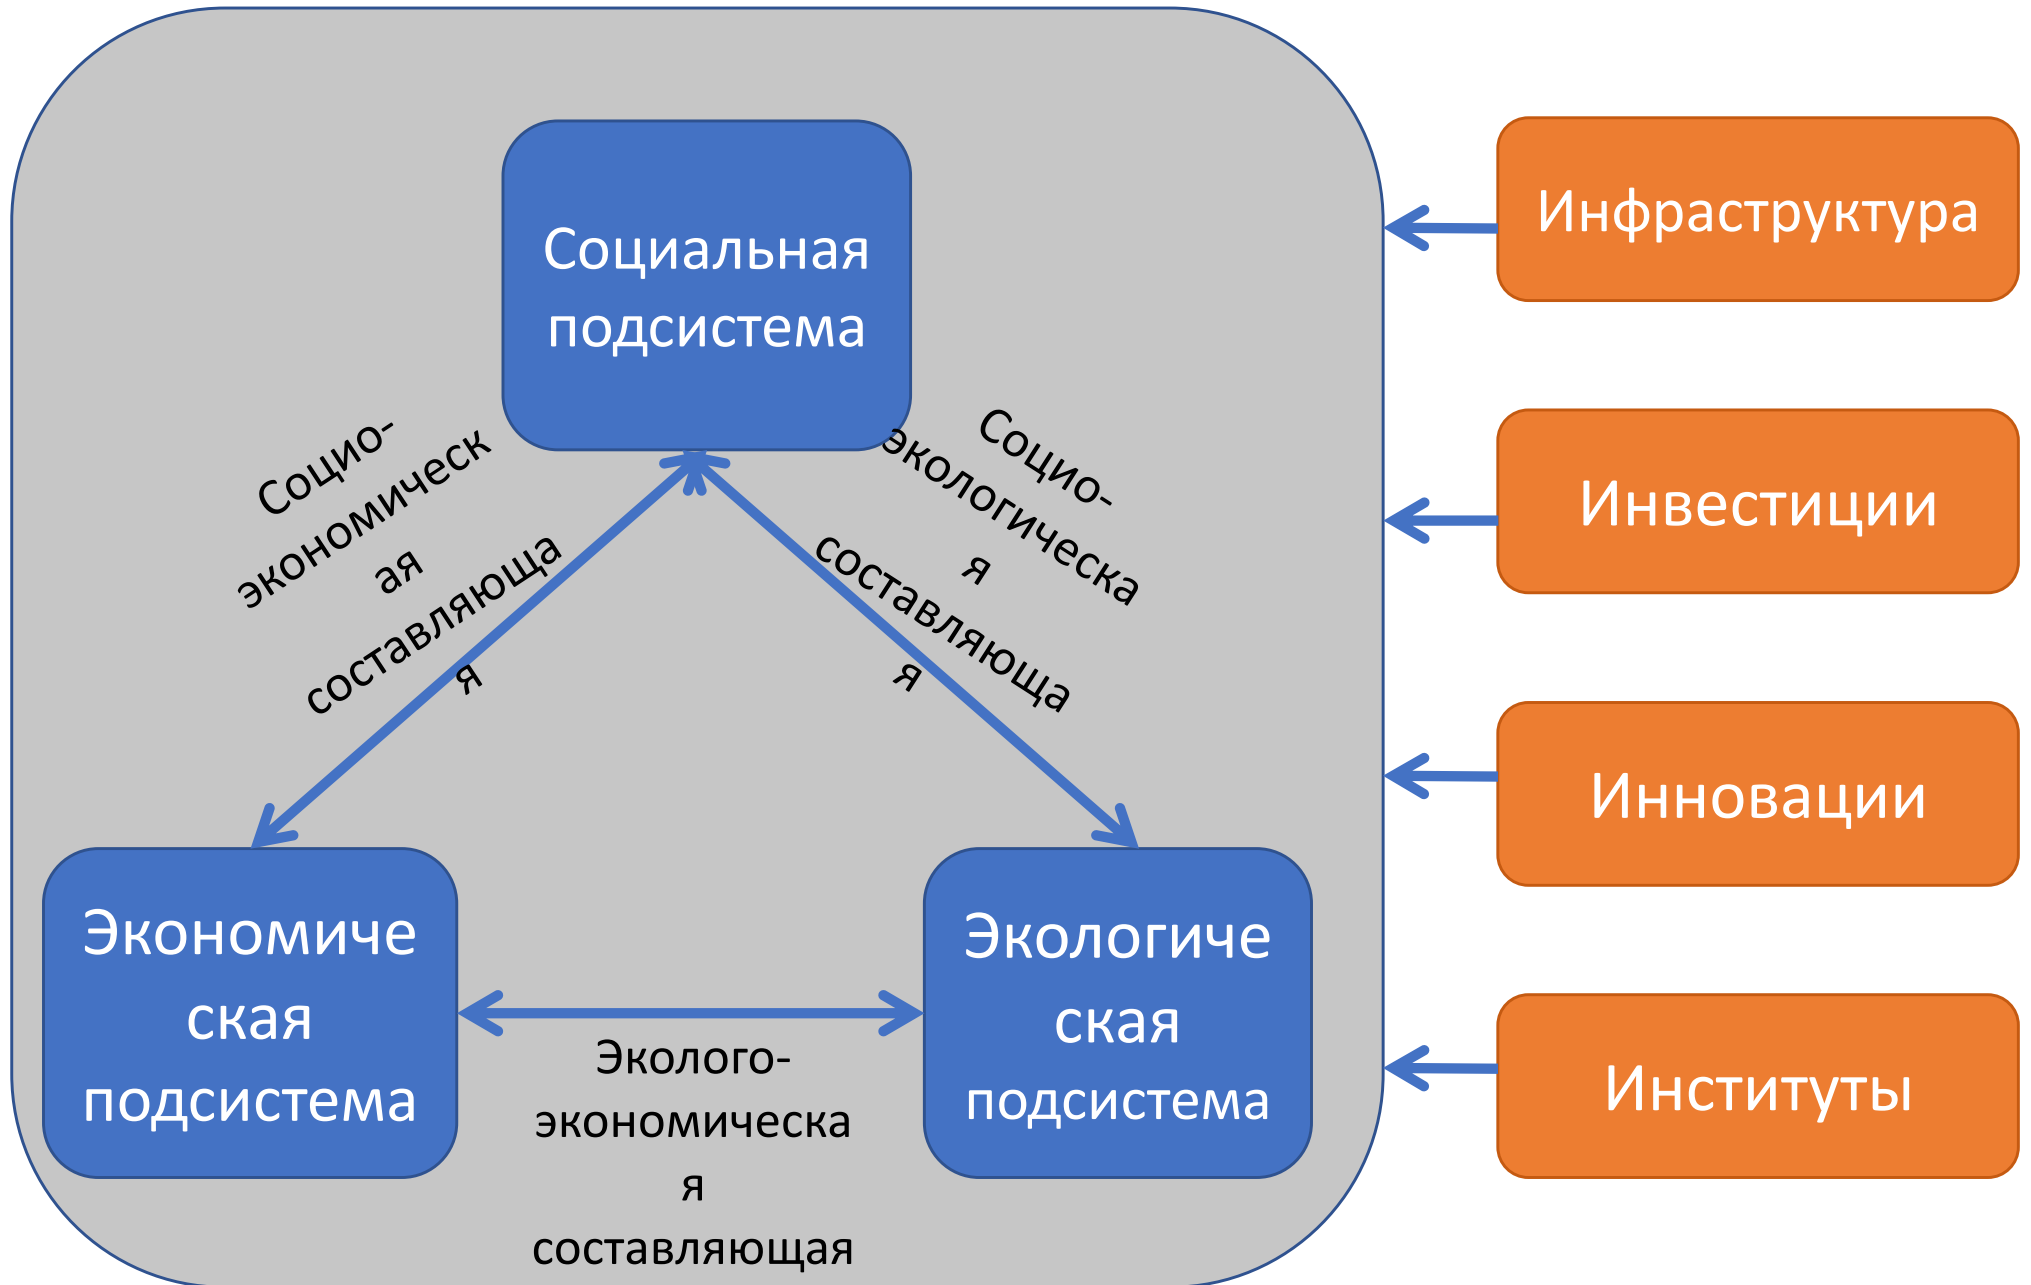 Социальная
подсистема
Социо-
экономическ
ая
составляюща
я
Социо-
экологическа
я
составляюща
я
Экономиче
ская
подсистема
Экологиче
ская
подсистема
Эколого-
экономическа
я
составляющая
Инфраструктура
Инвестиции
Инновации
Институты